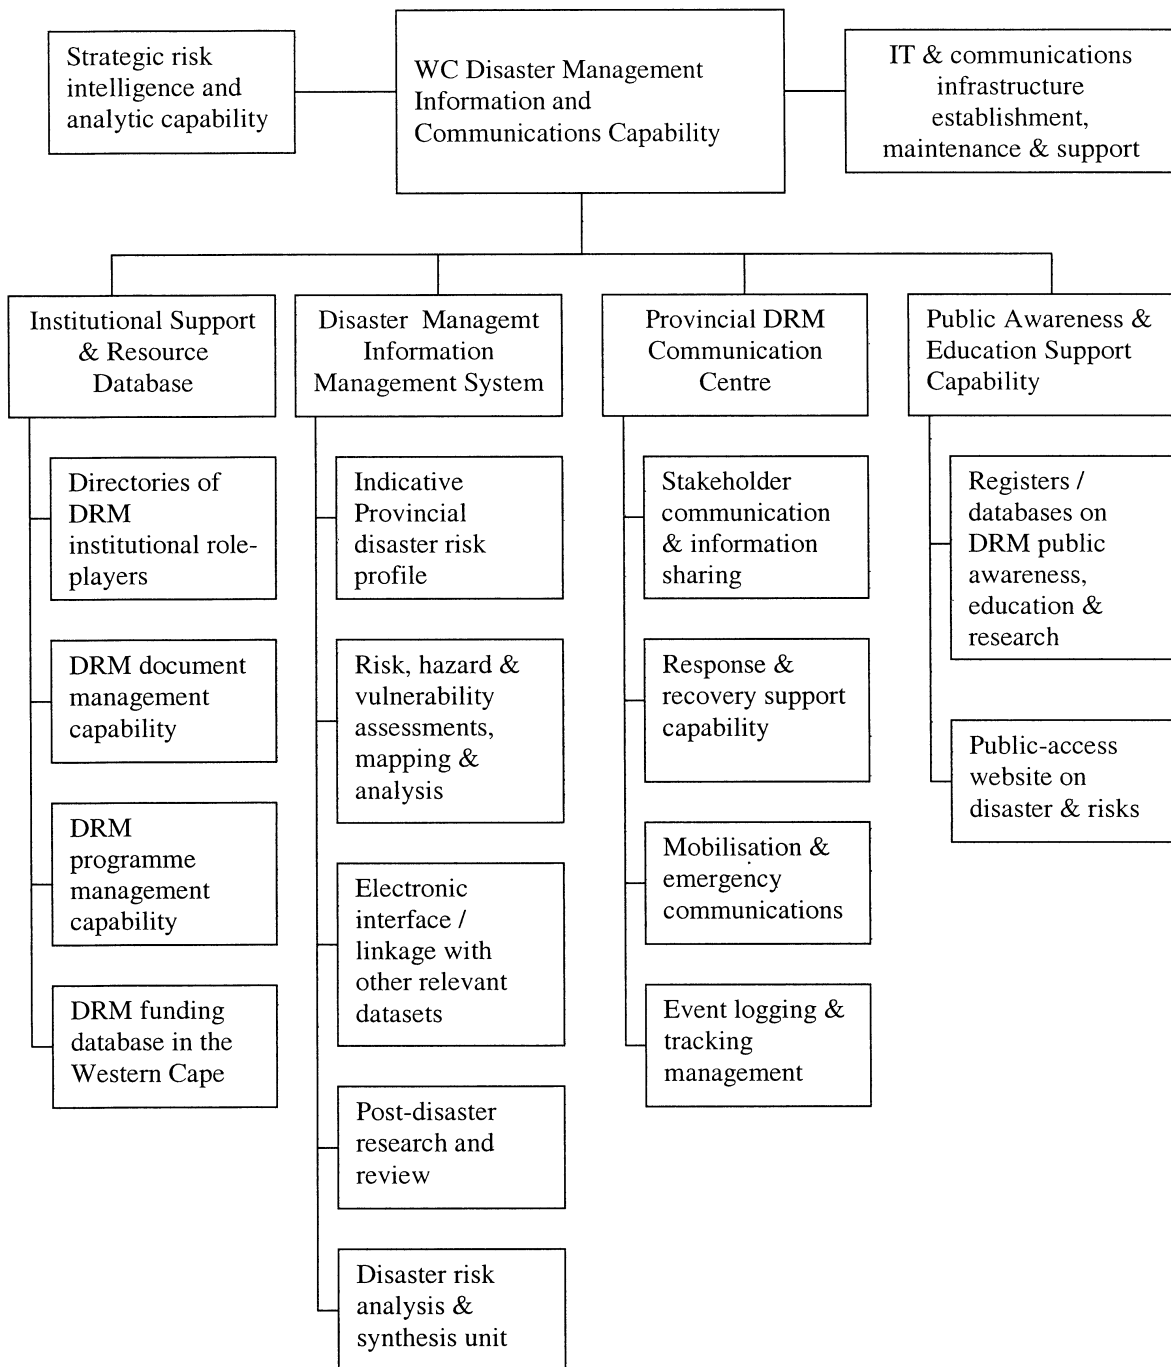 Strategic risk
intelligence and
analytic capability
WC Disaster Management
Information and
Communications Capability
IT & communications
infrastructure
establishment,
maintenance & support
Institutional Support
& Resource
Database
Disaster Managemt
Information
Management System
Provincial DRM
Communication
Centre
Public Awareness &
Education Support
Capability
Directories of
DRM
institutional role-
players
DRM document
management
capability
DRM
programme
management
capability
DRM funding
database in the
Western Cape
Indicative
Provincial
disaster risk
profile
Risk, hazard &
vulnerability
assessments,
mapping &
analysis
Electronic
interface /
linkage with
other relevant
datasets
Post-disaster
research and
review
Disaster risk
analysis &
synthesis unit
Stakeholder
communication
& information
sharing
Response &
recovery support
capability
Mobilisation &
emergency
communications
Event logging &
tracking
management
Registers /
databases on
DRM public
awareness,
education &
research
Public-access
website on
disaster & risks